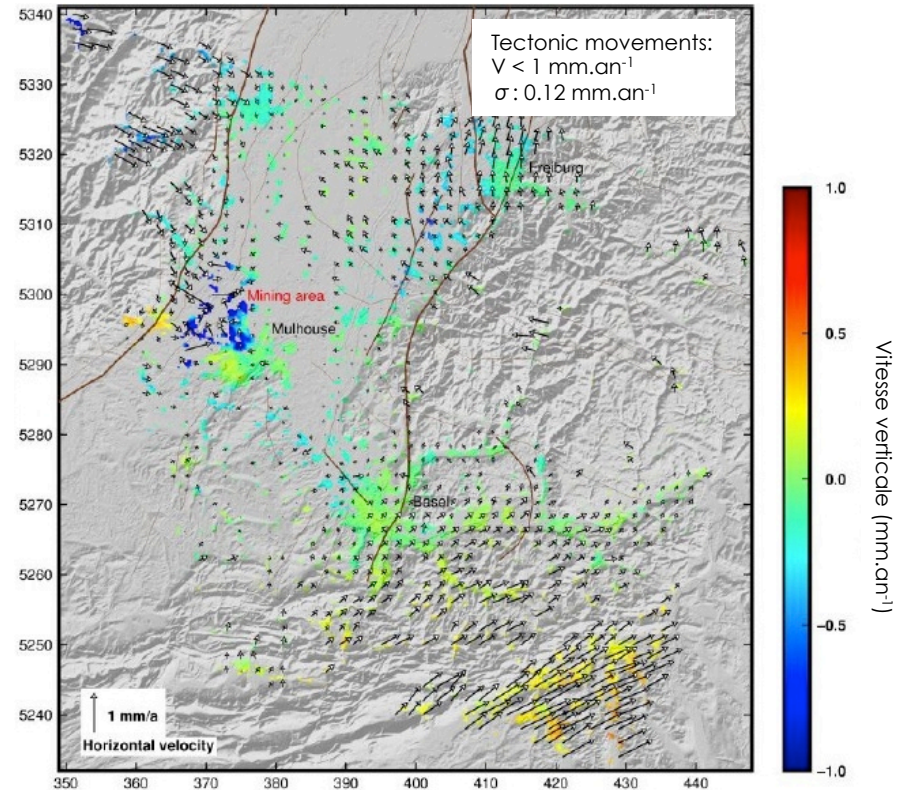 Tectonic movements:
V < 1 mm.an⁻¹
σ : 0.12 mm.an⁻¹
5340
5330
5320
5310
5300
5290
5280
5270
5260
5250
5240
Freiburg
Mining area
Mulhouse
Basel
1 mm/a
Horizontal velocity
350
360
370
380
390
400
410
420
430
440
1.0
0.5
0.0
−0.5
−1.0
Vitesse verticale (mm.an⁻¹)